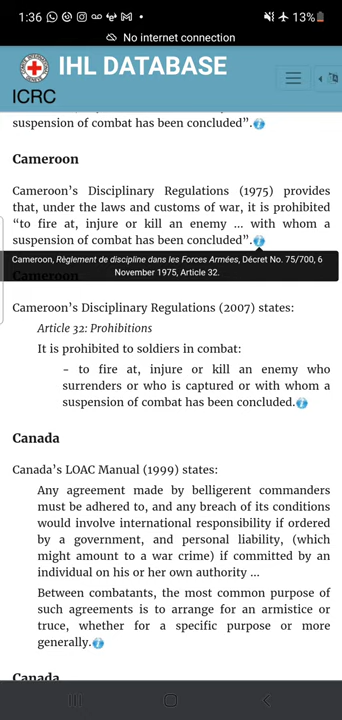 1:36
13%
No internet connection
IHL DATABASE
ICRC
suspension of combat has been concluded”.
Cameroon
Cameroon’s Disciplinary Regulations (1975) provides
that, under the laws and customs of war, it is prohibited
“to fire at, injure or kill an enemy ... with whom a
suspension of combat has been concluded”.
Cameroon, Règlement de discipline dans les Forces Armées, Décret No. 75/700, 6
November 1975, Article 32.
Cameroon
Cameroon’s Disciplinary Regulations (2007) states:
Article 32: Prohibitions
It is prohibited to soldiers in combat:
- to fire at, injure or kill an enemy who
surrenders or who is captured or with whom a
suspension of combat has been concluded.
Canada
Canada’s LOAC Manual (1999) states:
Any agreement made by belligerent commanders
must be adhered to, and any breach of its conditions
would involve international responsibility if ordered
by a government, and personal liability, (which
might amount to a war crime) if committed by an
individual on his or her own authority ...
Between combatants, the most common purpose of
such agreements is to arrange for an armistice or
truce, whether for a specific purpose or more
generally.
Canada